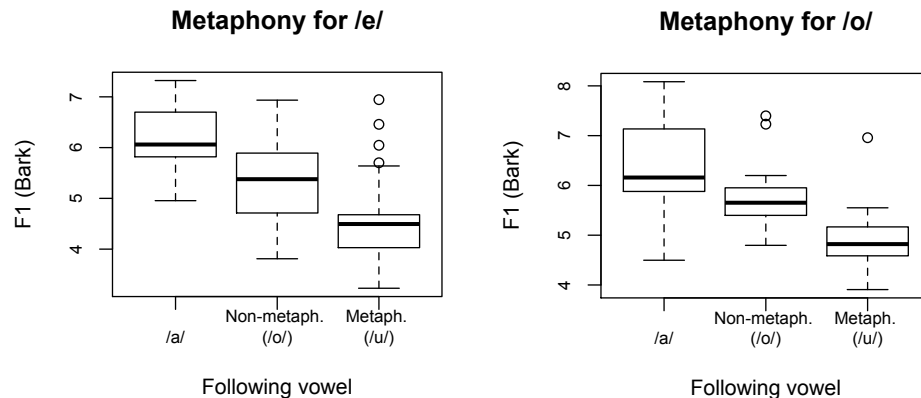 Metaphony for /e/
F1 (Bark)
7
6
5
4
/a/
Non-metaph.
(/o/)
Metaph.
(/u/)
Following vowel
Metaphony for /o/
F1 (Bark)
8
7
6
5
4
/a/
Non-metaph.
(/o/)
Metaph.
(/u/)
Following vowel